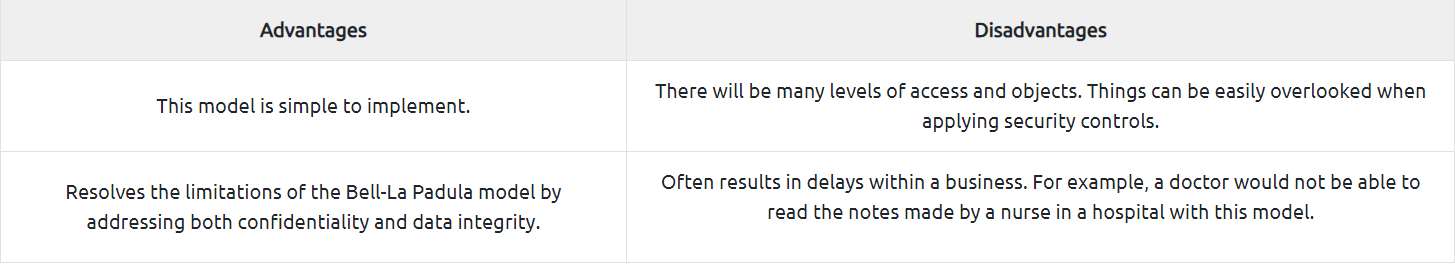 Advantages
Disadvantages
This model is simple to implement.
There will be many levels of access and objects. Things can be easily overlooked when
applying security controls.
Resolves the limitations of the Bell-La Padula model by
addressing both confidentiality and data integrity.
Often results in delays within a business. For example, a doctor would not be able to
read the notes made by a nurse in a hospital with this model.